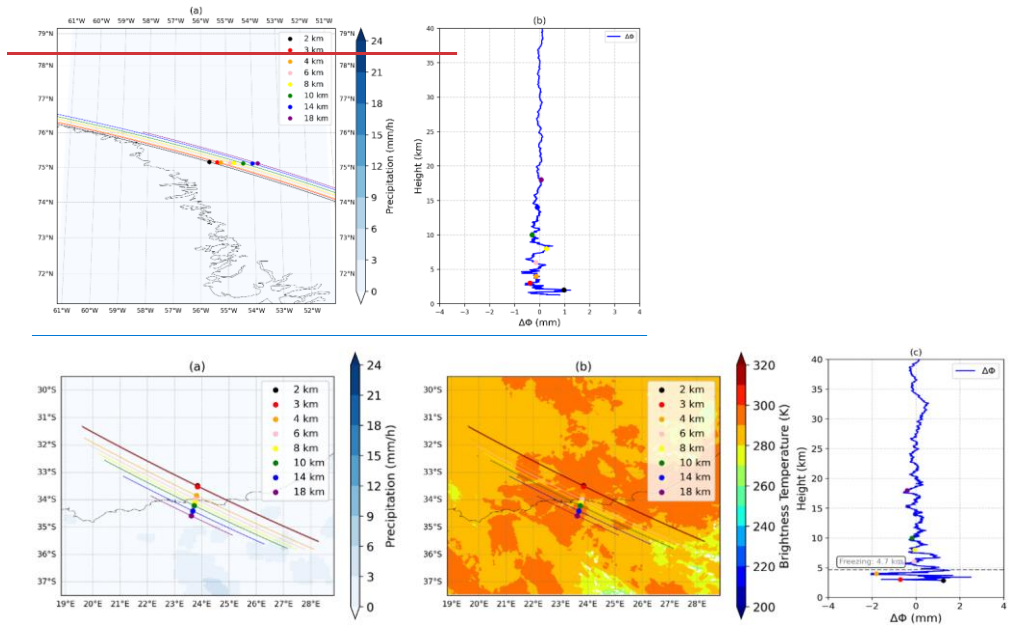 (a)
61°W 60°W 59°W 58°W 57°W 56°W 55°W 54°W 53°W 52°W 51°W
79°N
78°N
77°N
76°N
75°N
74°N
73°N
72°N
2 km
3 km
4 km
6 km
8 km
10 km
14 km
18 km
79°N
78°N
77°N
76°N
75°N
74°N
73°N
72°N
61°W 60°W 59°W 58°W 57°W 56°W 55°W 54°W 53°W 52°W 51°W
24
21
18
15
12
9
6
3
0
Precipitation (mm/h)
(b)
ΔΦ
40
35
30
25
20
15
10
5
0
Height (km)
−4 −3 −2 −1 0 1 2 3 4
ΔΦ (mm)
(a)
30°S
31°S
32°S
33°S
34°S
35°S
36°S
37°S
2 km
3 km
4 km
6 km
8 km
10 km
14 km
18 km
19°E 20°E 21°E 22°E 23°E 24°E 25°E 26°E 27°E 28°E
24
21
18
15
12
9
6
3
0
Precipitation (mm/h)
(b)
30°S
31°S
32°S
33°S
34°S
35°S
36°S
37°S
2 km
3 km
4 km
6 km
8 km
10 km
14 km
18 km
19°E 20°E 21°E 22°E 23°E 24°E 25°E 26°E 27°E 28°E
320
300
280
260
240
220
200
Brightness Temperature (K)
(c)
ΔΦ
40
35
30
25
20
15
10
5
0
Height (km)
Freezing: 4.7 km
−4 −2 0 2 4
ΔΦ (mm)